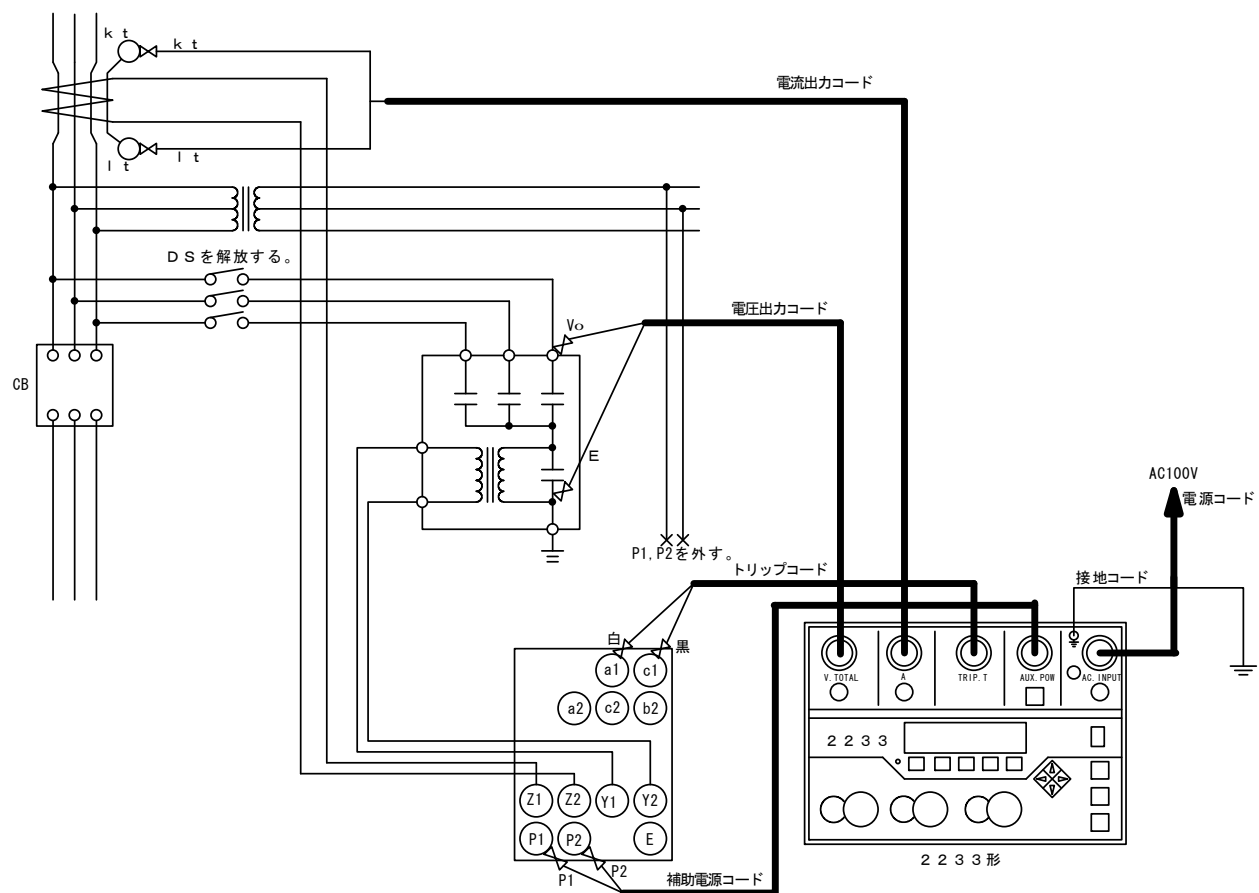 k t
k t
電流出力コード
l t
l t
DSを解放する。
Vo
電圧出力コード
CB
E
AC100V
電源コード
P1,P2を外す。
トリップコード
接地コード
白
黒
a1
c1
V.TOTAL
A
TRIP.T
AUX.POW
AC.INPUT
a2
c2
b2
2233
Z1
Z2
Y1
Y2
P1
P2
E
2233形
P1
P2
補助電源コード